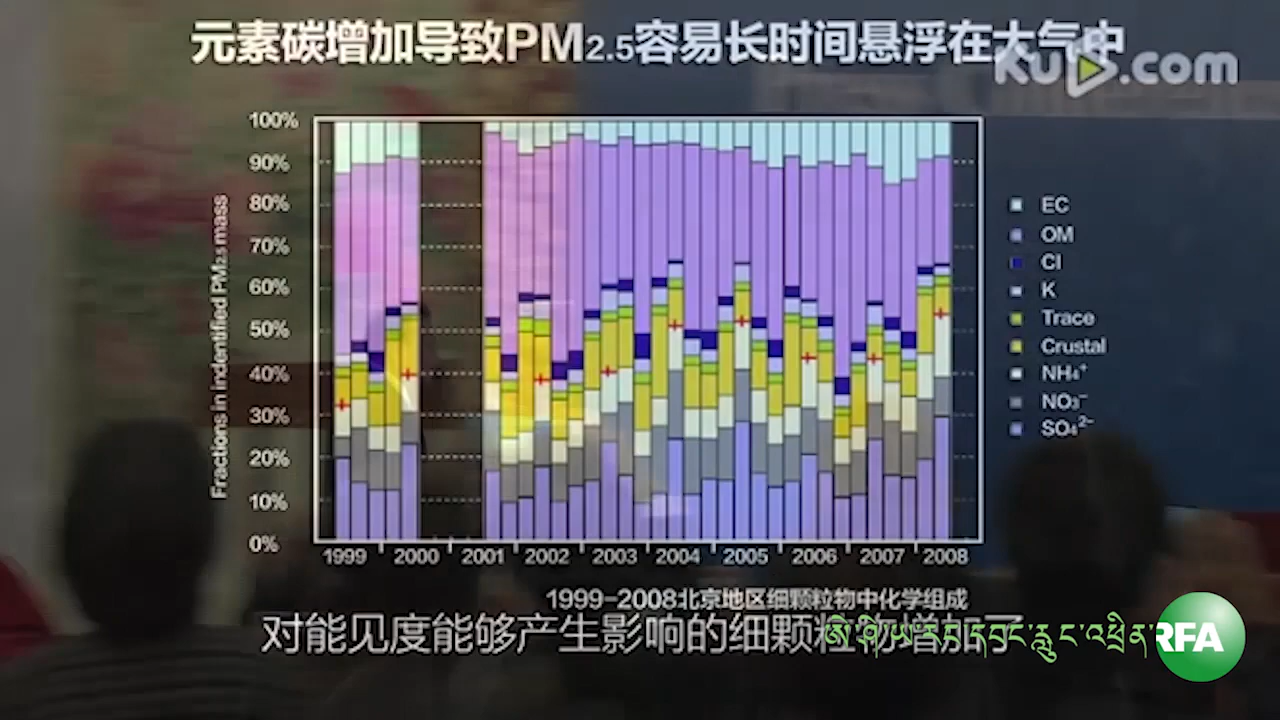 元素碳增加导致PM2.5容易长时间悬浮在大气中
Ku6.com
100%
90%
80%
70%
60%
50%
40%
30%
20%
10%
0%
Fractions in indentified PM2.5 mass
EC
OM
Cl
K
Trace
Crustal
NH₄⁺
NO₃⁻
SO₄²⁻
1999 2000 2001 2002 2003 2004 2005 2006 2007 2008
1999-2008北京地区细颗粒物中化学组成
对能见度能够产生影响的细颗粒物增加了
ཨེ་ཤི་ཡ་རང་དབང་རླུང་འཕྲིན་
RFA